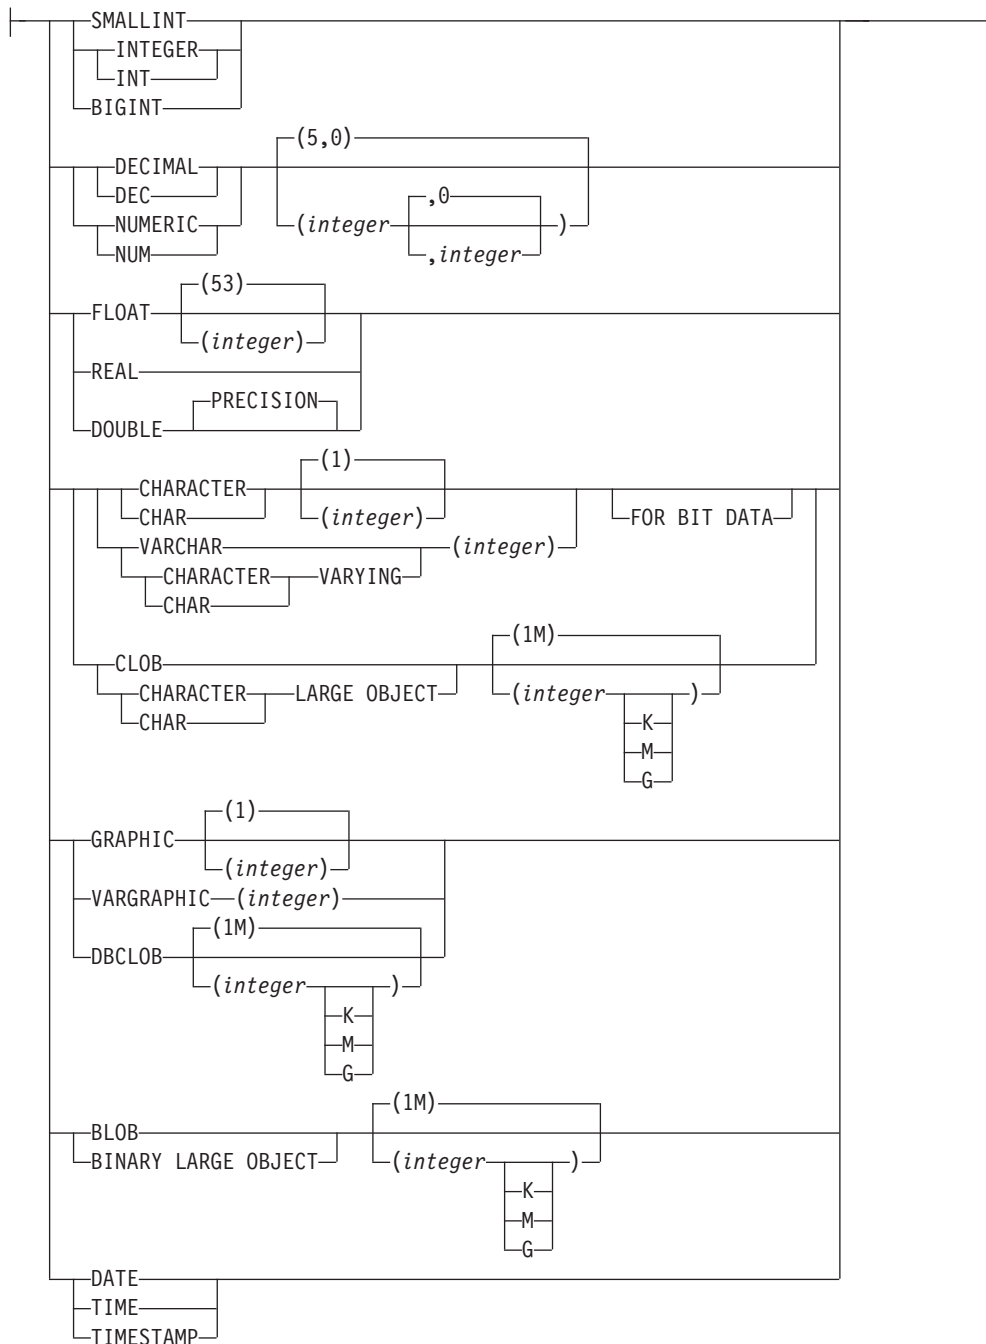 SMALLINT
INTEGER
INT
BIGINT
(5,0)
DECIMAL
DEC
,0
NUMERIC
(integer )
NUM
,integer
(53)
FLOAT
(integer)
REAL
PRECISION
DOUBLE
(1)
CHARACTER
CHAR
(integer)
FOR BIT DATA
VARCHAR
(integer)
CHARACTER
VARYING
CHAR
(1M)
CLOB
CHARACTER
LARGE OBJECT
(integer )
CHAR
K
M
G
(1)
GRAPHIC
(integer)
VARGRAPHIC
(integer)
(1M)
DBCLOB
(integer )
K
M
G
(1M)
BLOB
BINARY LARGE OBJECT
(integer )
K
M
G
DATE
TIME
TIMESTAMP